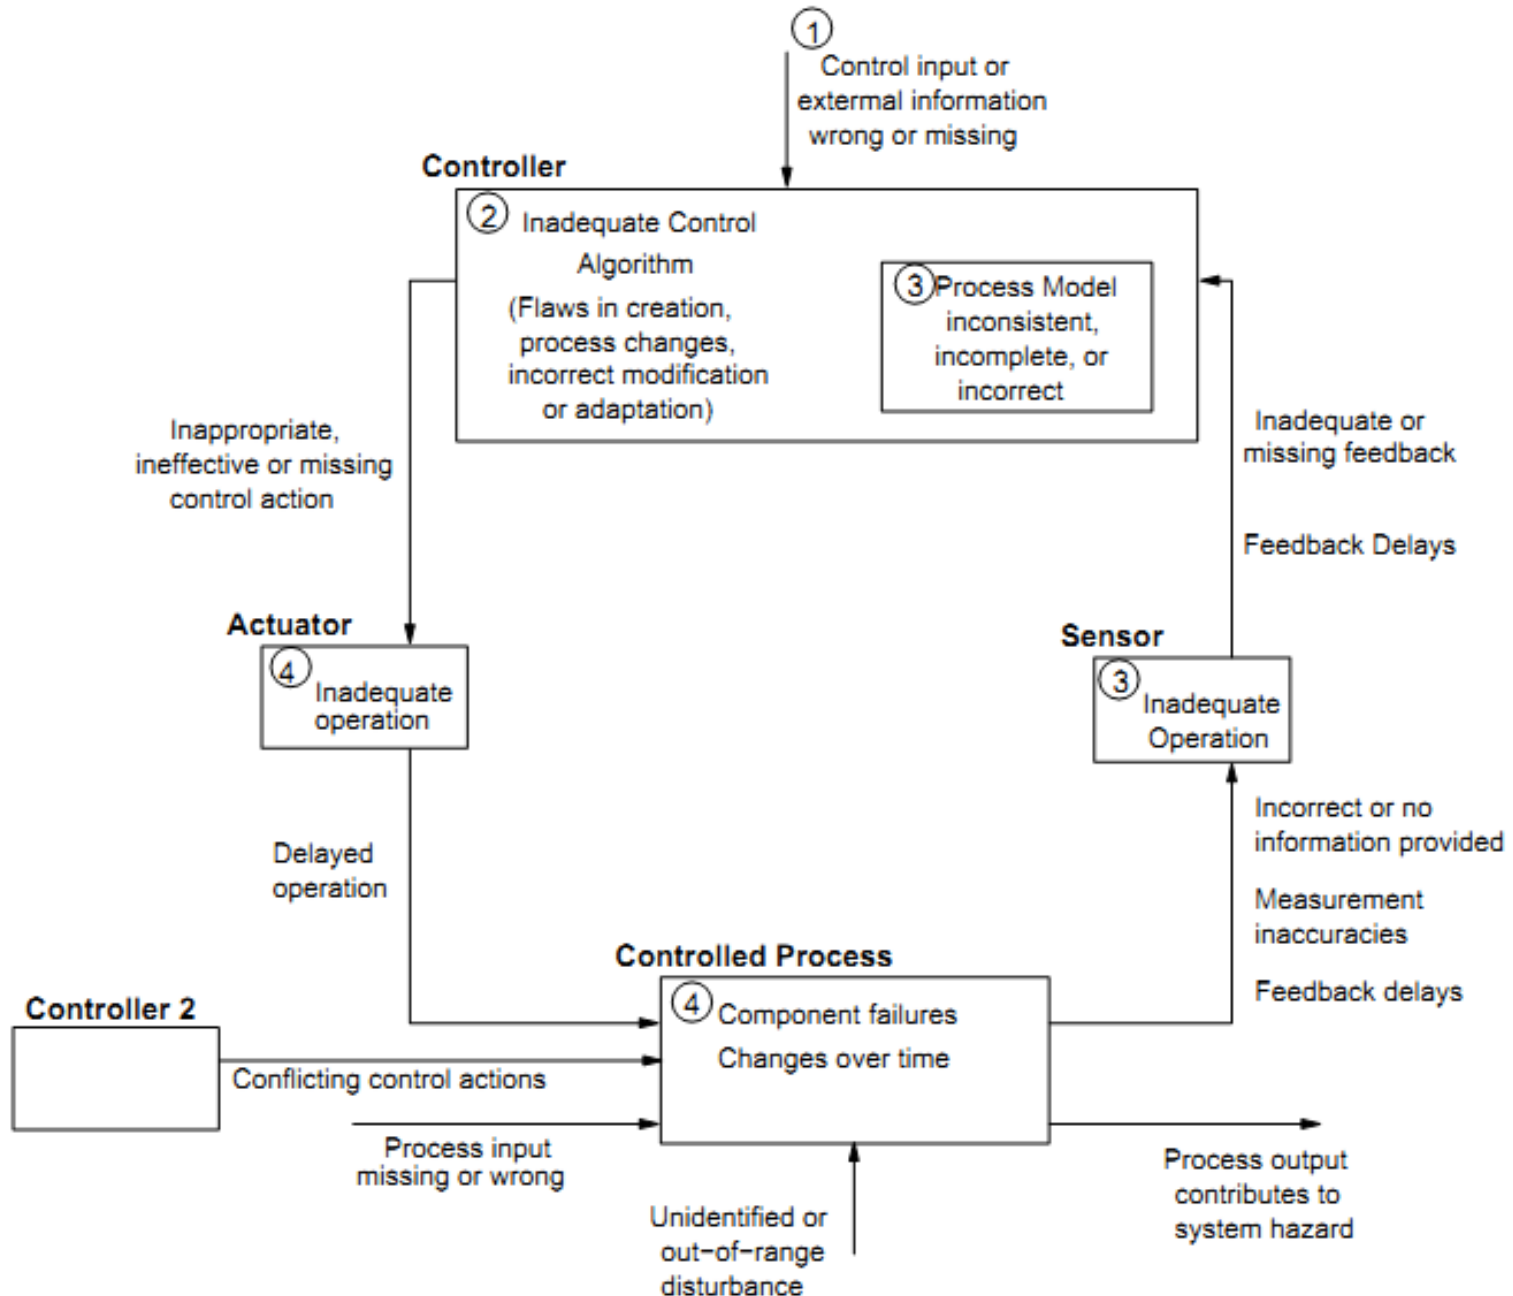 1
Control input or
extermal information
wrong or missing
Controller
2
Inadequate Control
Algorithm
(Flaws in creation,
process changes,
incorrect modification
or adaptation)
3
Process Model
inconsistent,
incomplete, or
incorrect
Inappropriate,
ineffective or missing
control action
Inadequate or
missing feedback
Feedback Delays
Actuator
4
Inadequate
operation
Sensor
3
Inadequate
Operation
Delayed
operation
Incorrect or no
information provided
Measurement
inaccuracies
Feedback delays
Controlled Process
4
Component failures
Changes over time
Controller 2
Conflicting control actions
Process input
missing or wrong
Unidentified or
out−of−range
disturbance
Process output
contributes to
system hazard